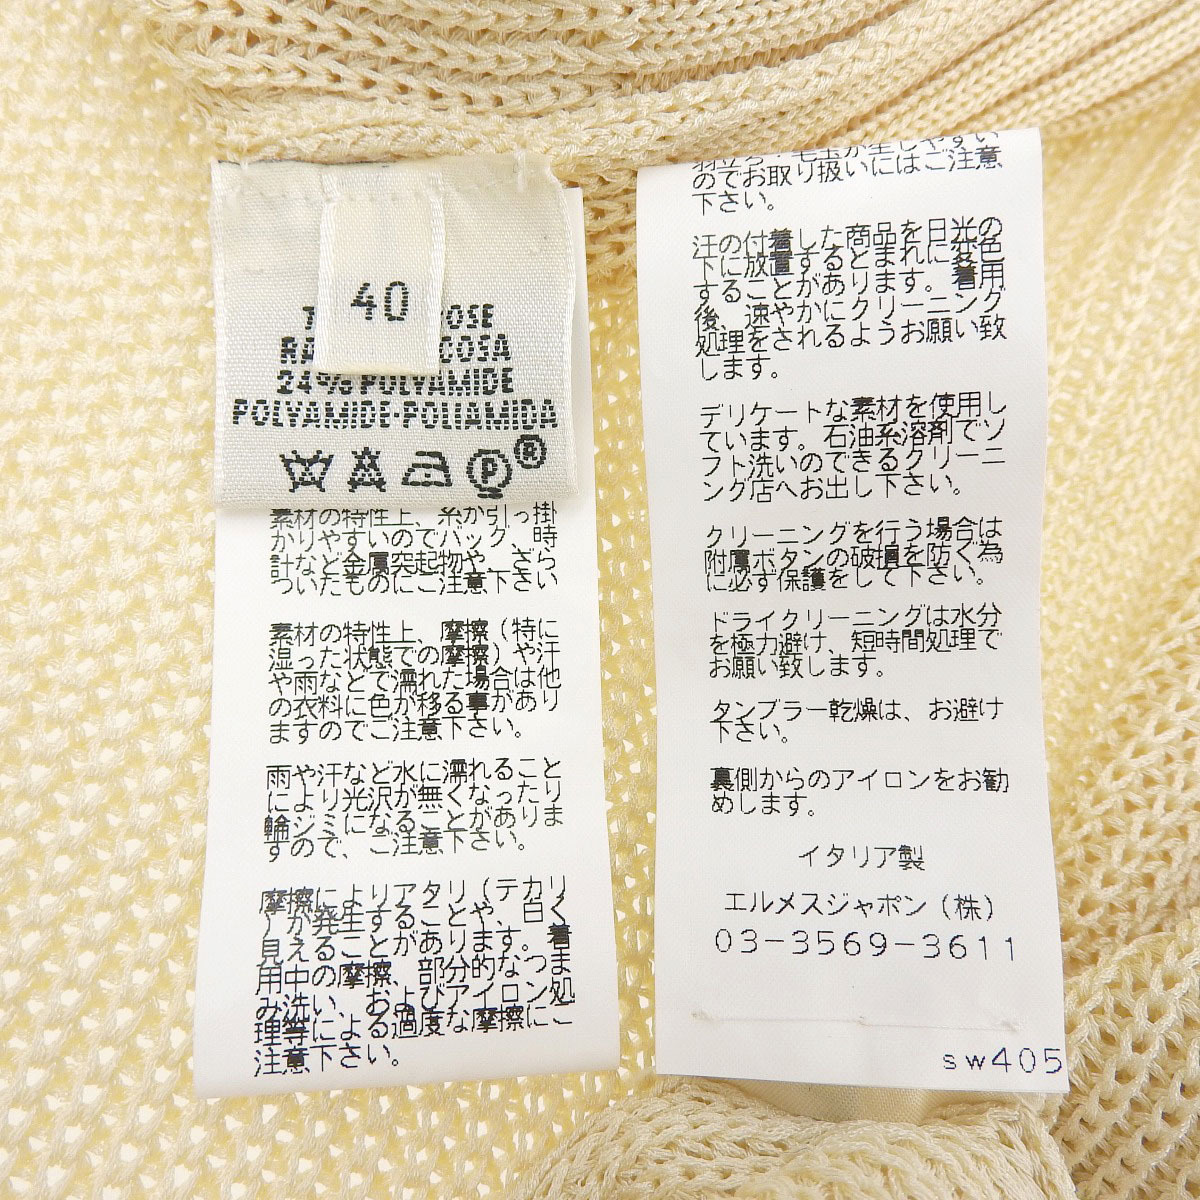 40
24% POLYAMIDE
POLYAMIDE-POLIAMIDA
P
®
素材の特性上、糸が引っ掛
かりやすいのでバック、時
計など金属突起物や、ざら
ついたものにご注意下さい
素材の特性上、摩擦(特に
湿った状態での摩擦)や汗
や雨などで濡れた場合は他
の衣料に色が移る事があり
ますのでご注意下さい。
雨や汗など水に濡れること
により光沢が無くなったり
輪ジミになることがありま
すので、ご注意下さい。
摩擦によりアタリ(テカリ
)が発生することや、白く
見えることがあります。着
用中の摩擦、部分的なつま
み洗い、およびアイロン処
理等による過度な摩擦にご
注意下さい。
羽立ち・毛玉が生じやすい
のでお取り扱いにはご注意
下さい。
汗の付着した商品を日光の
下に放置するとまれに変色
することがあります。着用
後、速やかにクリーニング
処理をされるようお願い致
します。
デリケートな素材を使用し
ています。石油系溶剤でソ
フト洗いのできるクリーニ
ング店へお出し下さい。
クリーニングを行う場合は
附属ボタンの破損を防ぐ為
に必ず保護をして下さい。
ドライクリーニングは水分
を極力避け、短時間処理で
お願い致します。
タンブラー乾燥は、お避け
下さい。
裏側からのアイロンをお勧
めします。
イタリア製
エルメスジャポン(株)
03-3569-3611
sw405